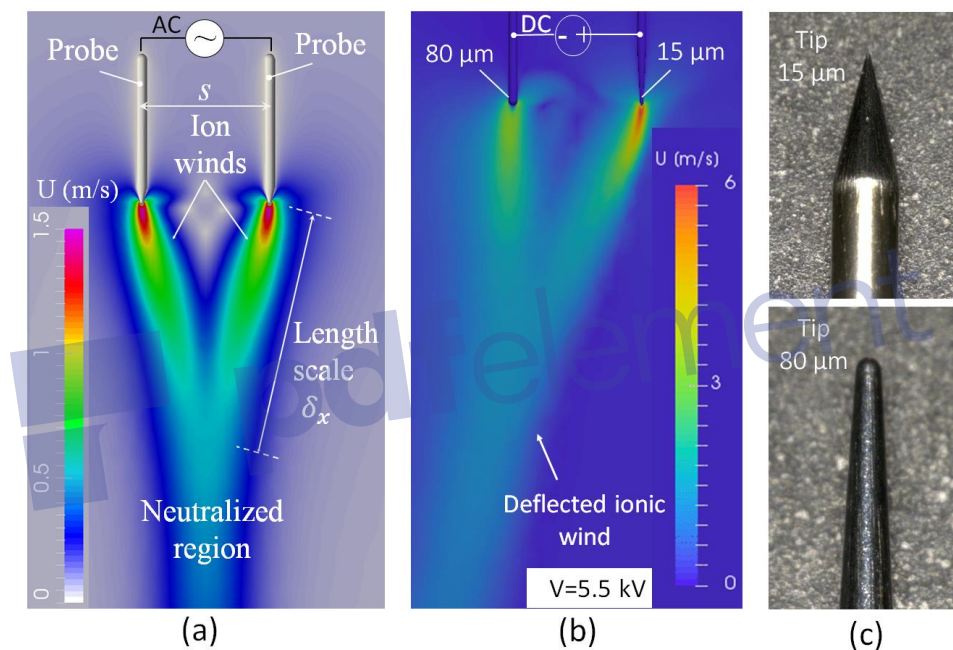 AC
Probe
Probe
s
Ion
winds
U (m/s)
1.5
1
0.5
0
Length
scale
δx
Neutralized
region
(a)
DC
- +
80 μm
15 μm
U (m/s)
6
3
0
Deflected ionic
wind
V=5.5 kV
(b)
Tip
15 μm
Tip
80 μm
(c)
pdfelement